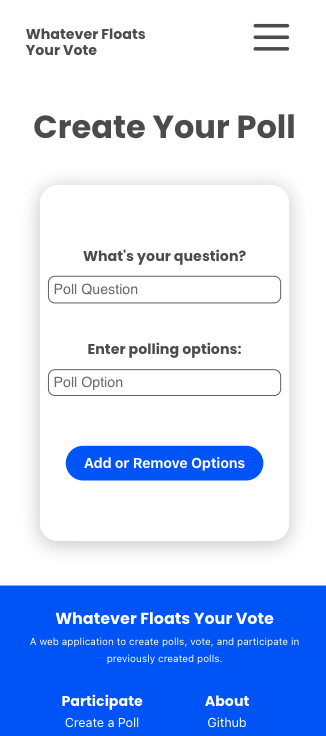 Whatever Floats
Your Vote
Create Your Poll
What's your question?
Poll Question
Enter polling options:
Poll Option
Add or Remove Options
Whatever Floats Your Vote
A web application to create polls, vote, and participate in
previously created polls.
Participate
Create a Poll
About
Github